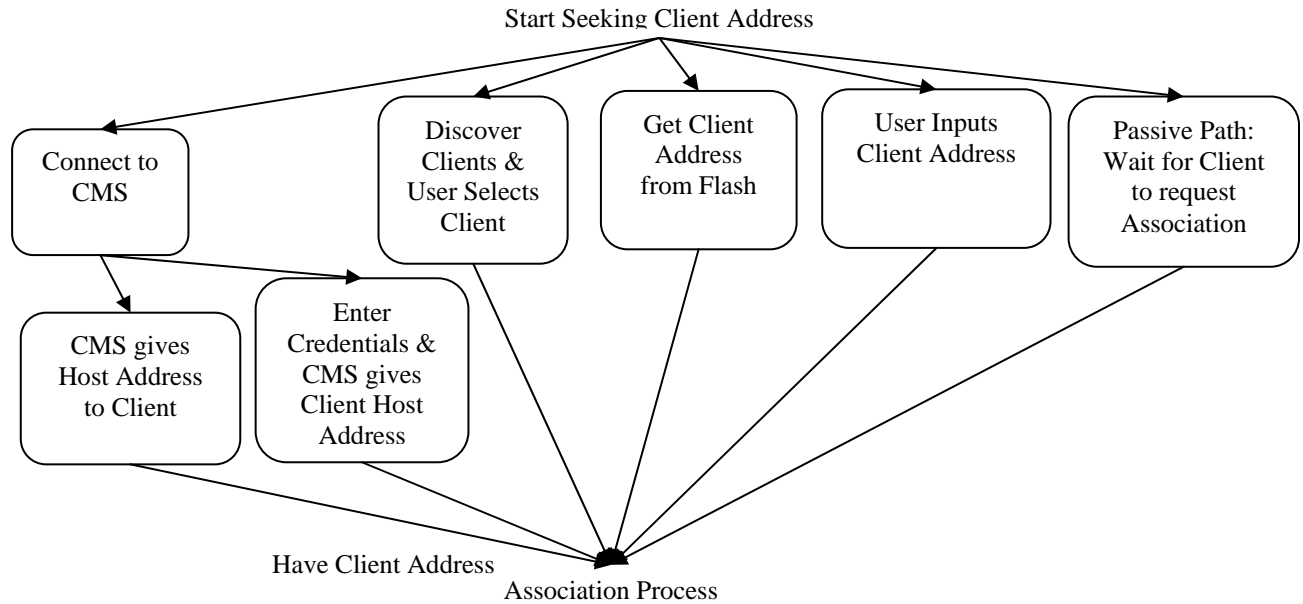 Start Seeking Client Address
Connect to
CMS
Discover
Clients &
User Selects
Client
Get Client
Address
from Flash
User Inputs
Client Address
Passive Path:
Wait for Client
to request
Association
CMS gives
Host Address
to Client
Enter
Credentials &
CMS gives
Client Host
Address
Have Client Address
Association Process